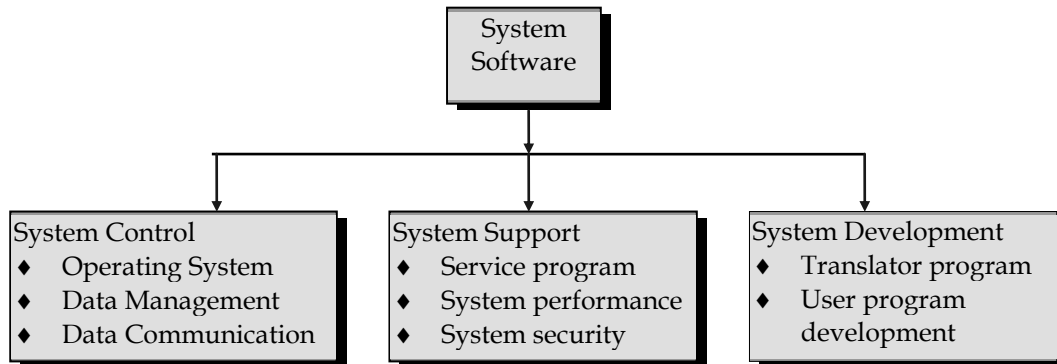 System
Software
System Control
♦ Operating System
♦ Data Management
♦ Data Communication
System Support
♦ Service program
♦ System performance
♦ System security
System Development
♦ Translator program
♦ User program
development